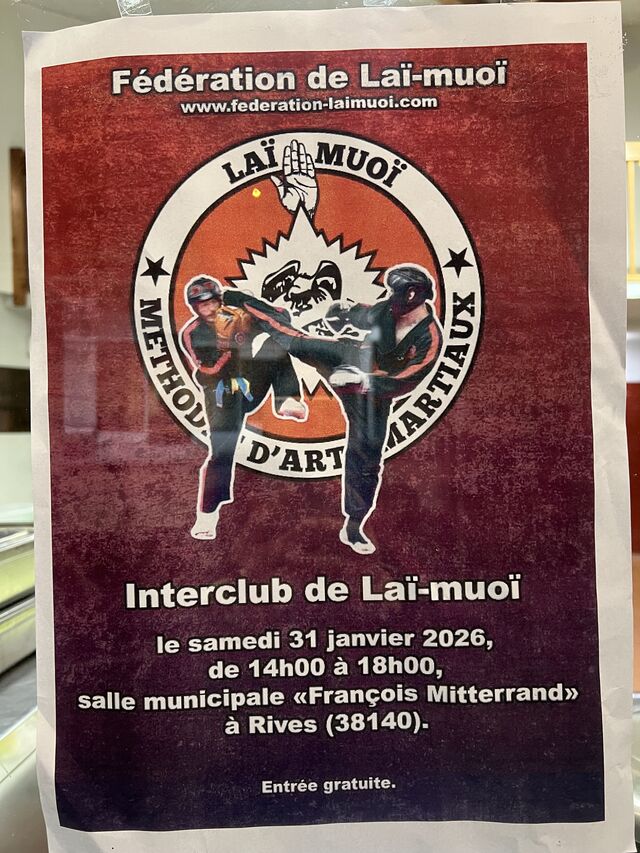 Fédération de Laï-muoï
www.federation-laimuoi.com
LAÏ MUOÏ
METHODE D'ARTS MARTIAUX
Interclub de Laï-muoï
le samedi 31 janvier 2026,
de 14h00 à 18h00,
salle municipale «François Mitterrand»
à Rives (38140).
Entrée gratuite.